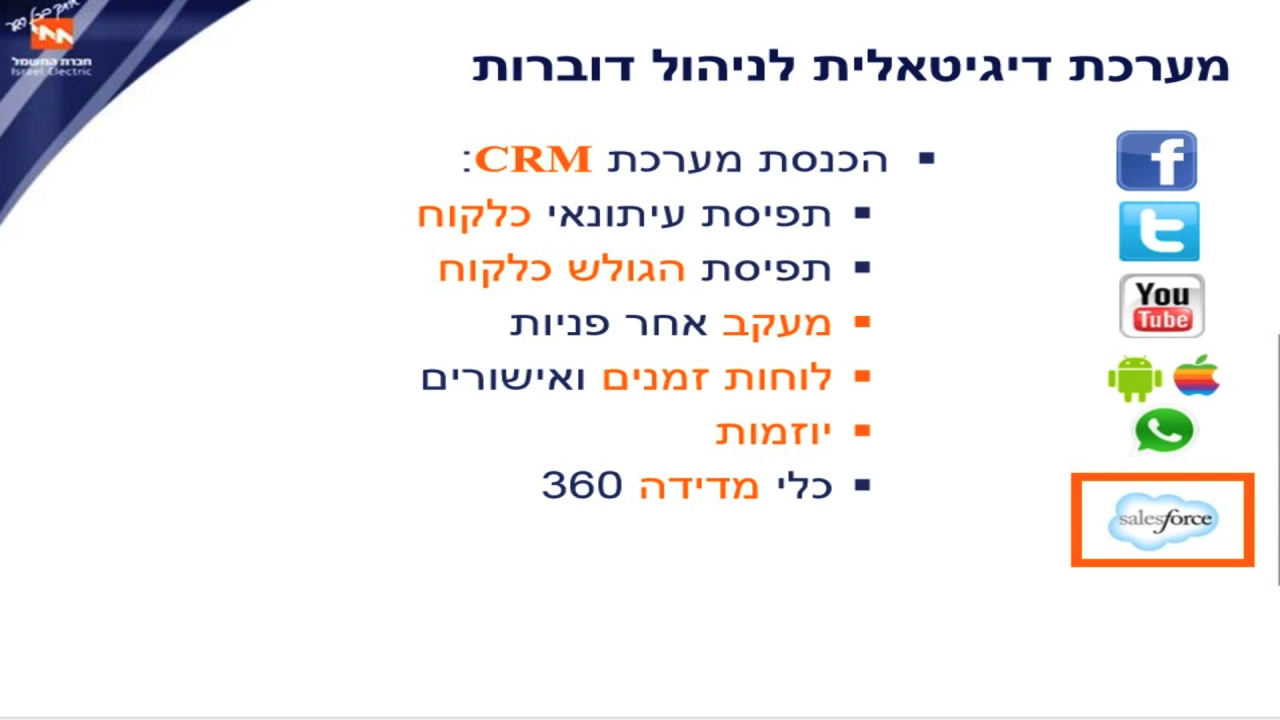 חברת החשמל
Israel Electric
מערכת דיגיטאלית לניהול דוברות
הכנסת מערכת CRM:
תפיסת עיתונאי כלקוח
תפיסת הגולש כלקוח
מעקב אחר פניות
לוחות זמנים ואישורים
יוזמות
כלי מדידה 360
You
Tube
salesforce